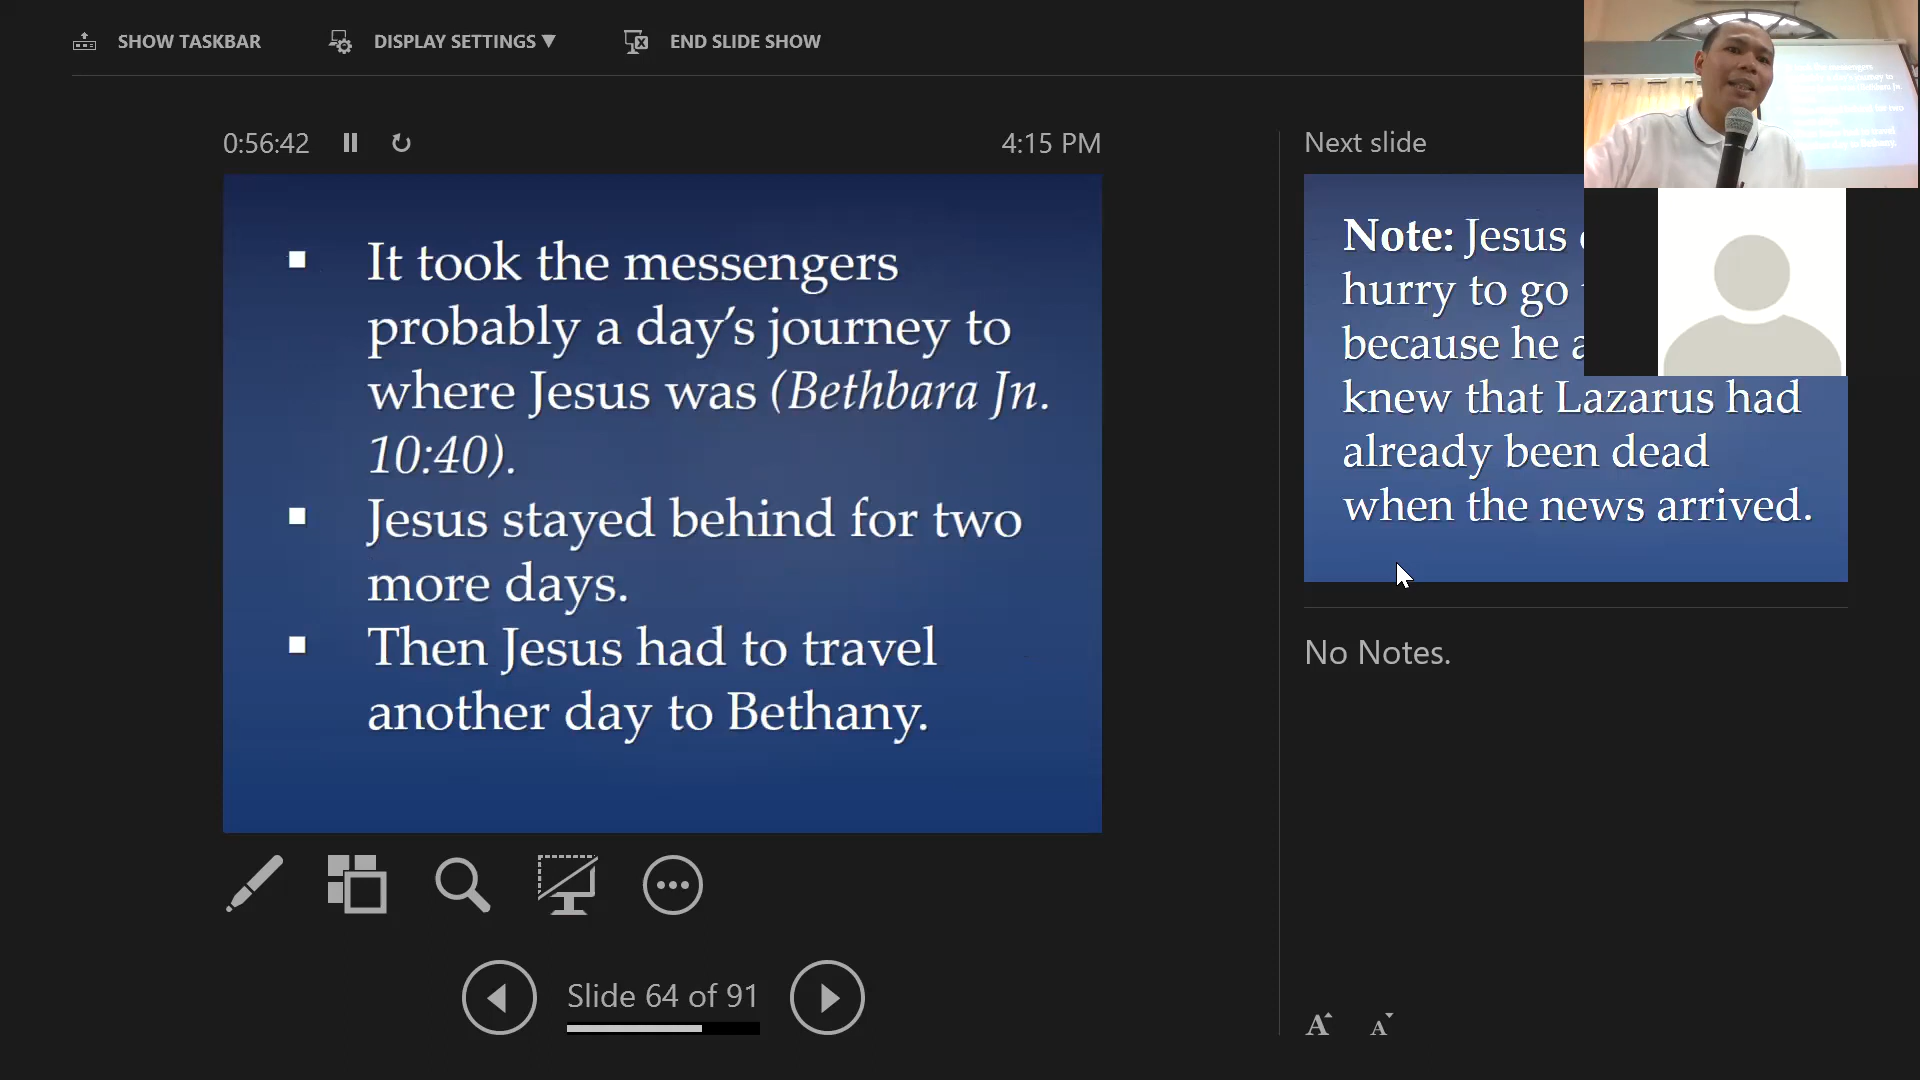 SHOW TASKBAR
DISPLAY SETTINGS ▼
END SLIDE SHOW
0:56:42
4:15 PM
▪ It took the messengers
probably a day’s journey to
where Jesus was (Bethbara Jn.
10:40).
▪ Jesus stayed behind for two
more days.
▪ Then Jesus had to travel
another day to Bethany.
Slide 64 of 91
Next slide
Note: Jesus
hurry to go
because he
knew that Lazarus had
already been dead
when the news arrived.
No Notes.
A A